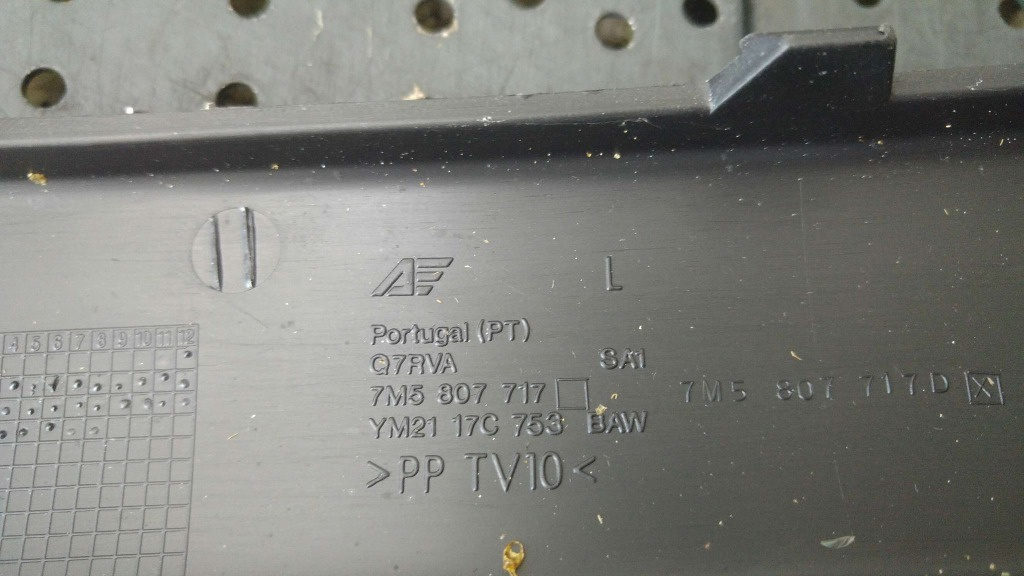 4 5 6 7 8 9 10 11 12
AE L
Portugal (PT)
Q7RVA SA1
7M5 807 717 7M5 807 717D X
YM21 17C 753 BAW
>PP TV10<